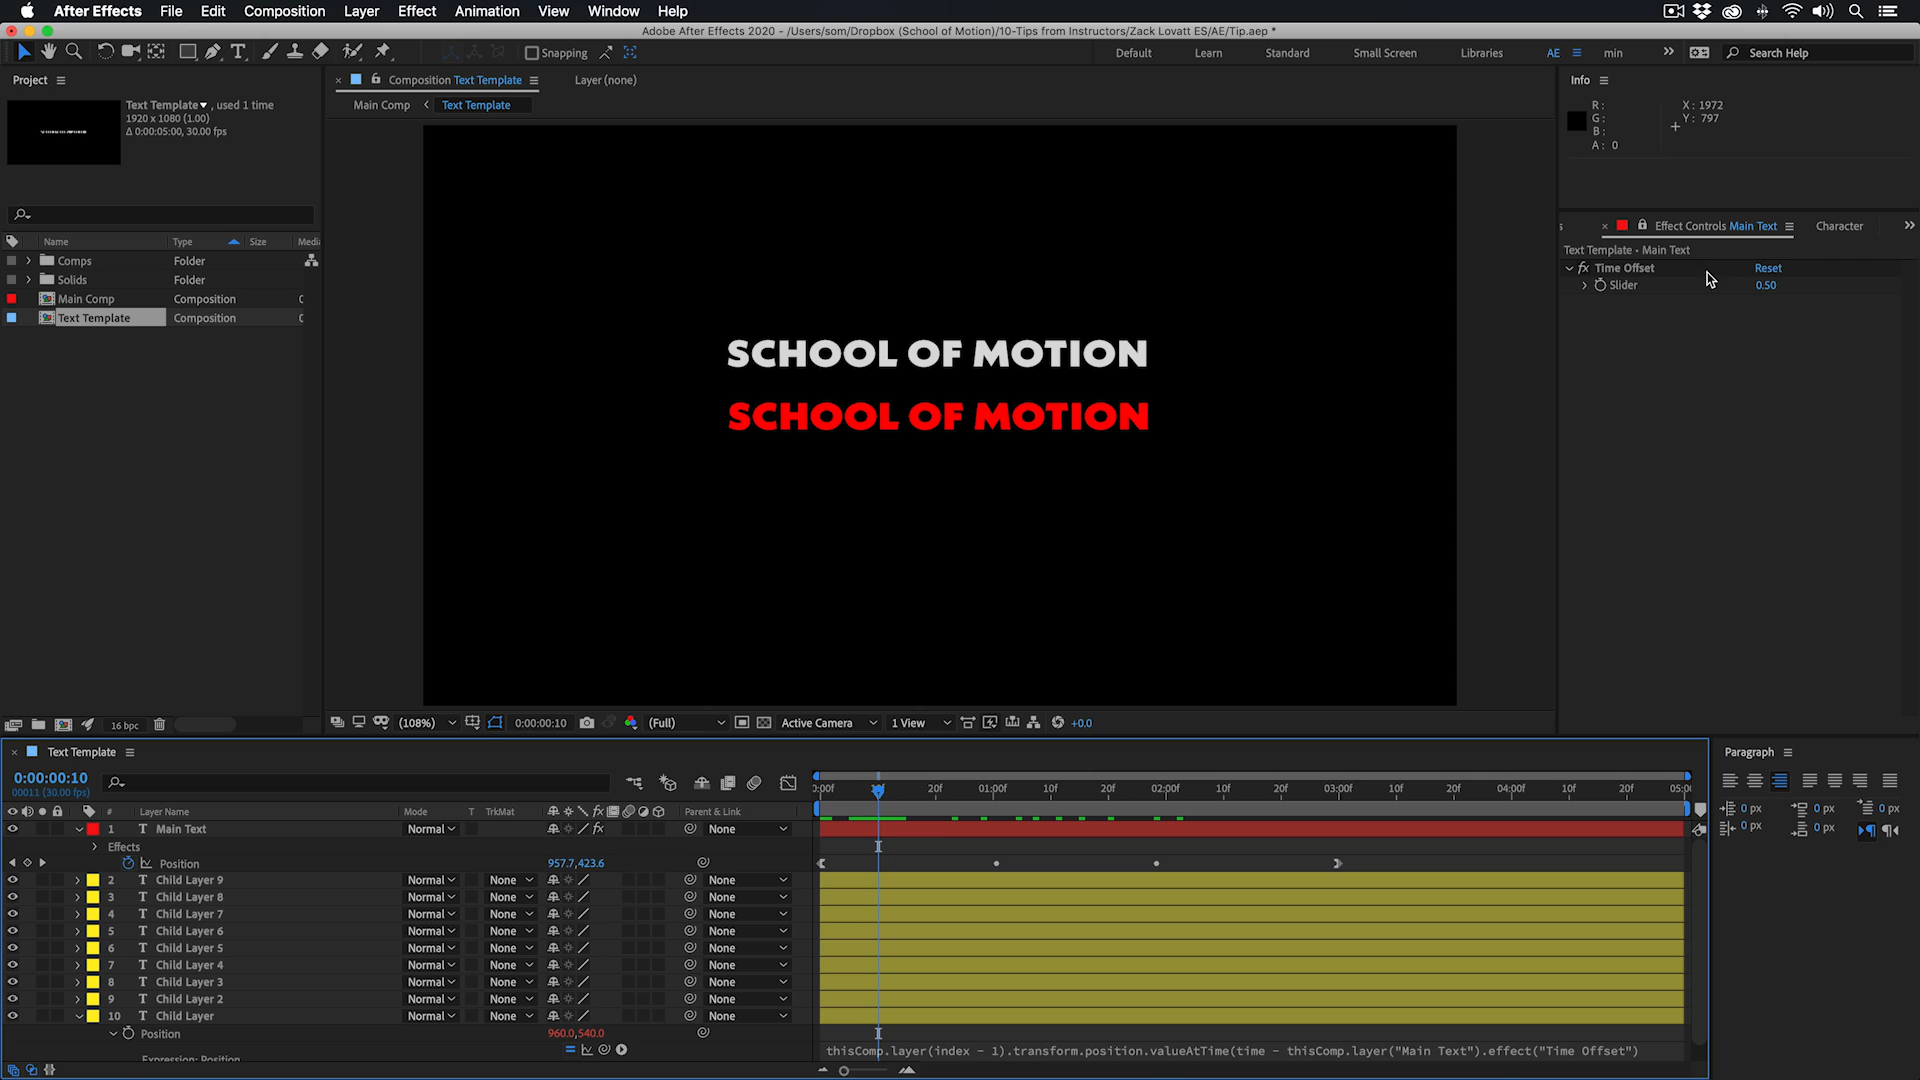 After Effects File Edit Composition Layer Effect Animation View Window Help
Adobe After Effects 2020 - /Users/som/Dropbox (School of Motion)/10-Tips from Instructors/Zack Lovatt ES/AE/Tip.aep *
Snapping
Default Learn Standard Small Screen Libraries AE min Search Help
Project
Text Template , used 1 time
1920 x 1080 (1.00)
Δ 0:00:05:00, 30.00 fps
Name Type Size Media
Comps Folder
Solids Folder
Main Comp Composition
Text Template Composition
16 bpc
Composition Text Template
Layer (none)
Main Comp Text Template
SCHOOL OF MOTION
SCHOOL OF MOTION
(108%) 0:00:00:10 (Full) Active Camera 1 View +0.0
Info
R: X: 1972
G: Y: 797
B:
A: 0
Effect Controls Main Text Character
Text Template • Main Text
fx Time Offset Reset
Slider 0.50
Text Template
0:00:00:10
00011 (30.00 fps)
20f 01:00f 10f 20f 02:00f 10f 20f 03:00f 10f 20f 04:00f 10f 20f
# Layer Name Mode T TrkMat fx Parent & Link
1 T Main Text Normal fx None
Effects
Position 957.7,423.6
2 T Child Layer 9 Normal None None
3 T Child Layer 8 Normal None None
4 T Child Layer 7 Normal None None
5 T Child Layer 6 Normal None None
6 T Child Layer 5 Normal None None
7 T Child Layer 4 Normal None None
8 T Child Layer 3 Normal None None
9 T Child Layer 2 Normal None None
10 T Child Layer Normal None None
Position 960.0,540.0
Expression: Position
thisComp.layer(index - 1).transform.position.valueAtTime(time - thisComp.layer("Main Text").effect("Time Offset")
Paragraph
0 px 0 px 0 px
0 px 0 px